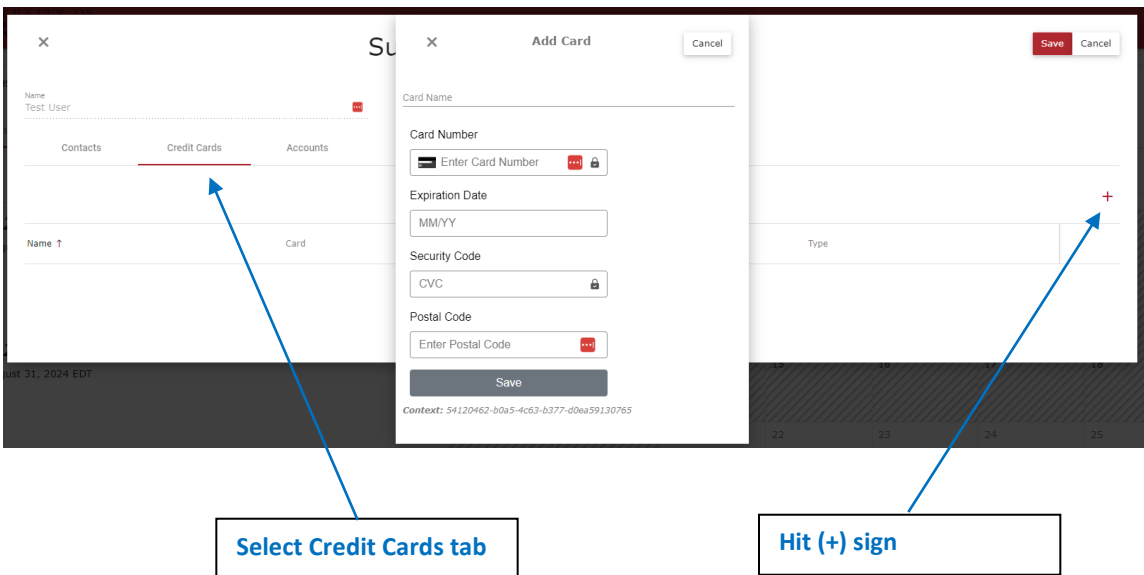 Su
Save
Cancel
Name
Test User
Contacts
Credit Cards
Accounts
Name ↑
Card
Type
Add Card
Cancel
Card Name
Card Number
Enter Card Number
Expiration Date
MM/YY
Security Code
CVC
Postal Code
Enter Postal Code
Save
Context: 54120462-b0a5-4c63-b377-d0ea59130765
ust 31, 2024 EDT
15 16 17 18
22 23 24 25
Select Credit Cards tab
Hit (+) sign